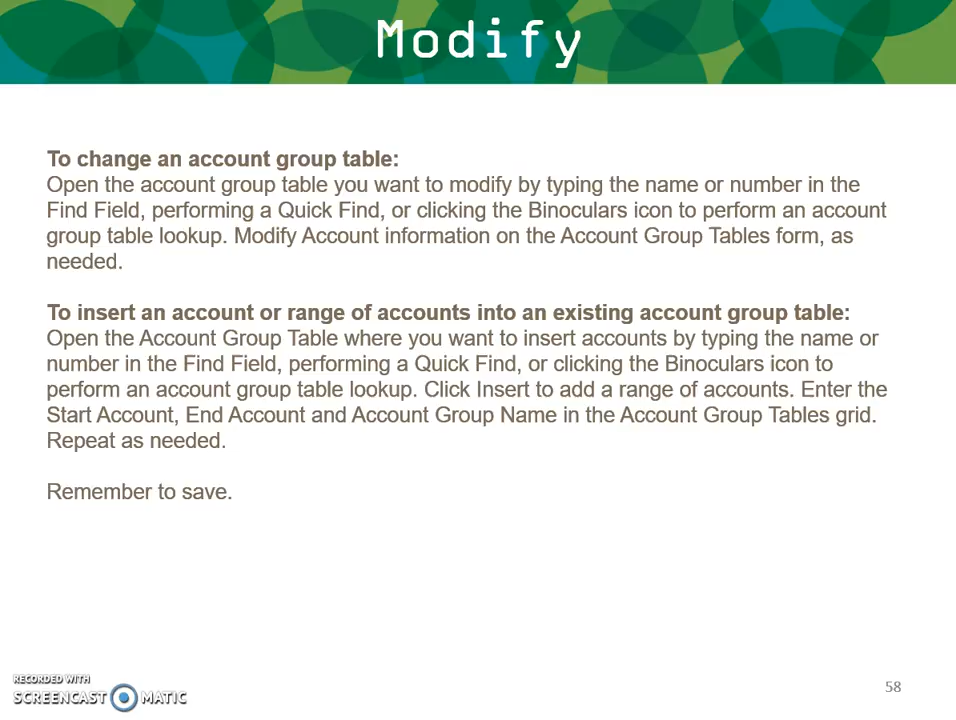 Modify
To change an account group table:
Open the account group table you want to modify by typing the name or number in the
Find Field, performing a Quick Find, or clicking the Binoculars icon to perform an account
group table lookup. Modify Account information on the Account Group Tables form, as
needed.
To insert an account or range of accounts into an existing account group table:
Open the Account Group Table where you want to insert accounts by typing the name or
number in the Find Field, performing a Quick Find, or clicking the Binoculars icon to
perform an account group table lookup. Click Insert to add a range of accounts. Enter the
Start Account, End Account and Account Group Name in the Account Group Tables grid.
Repeat as needed.
Remember to save.
RECORDED WITH
SCREENCAST MATIC
58